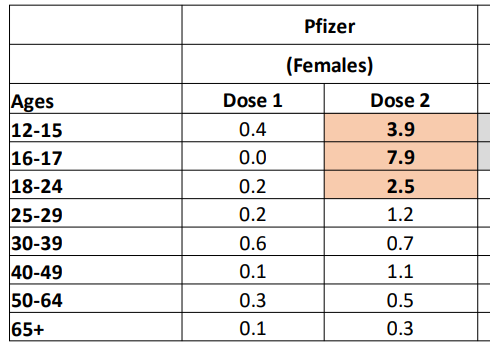 Pfizer
(Females)
Ages Dose 1 Dose 2
12-15 0.4 3.9
16-17 0.0 7.9
18-24 0.2 2.5
25-29 0.2 1.2
30-39 0.6 0.7
40-49 0.1 1.1
50-64 0.3 0.5
65+ 0.1 0.3